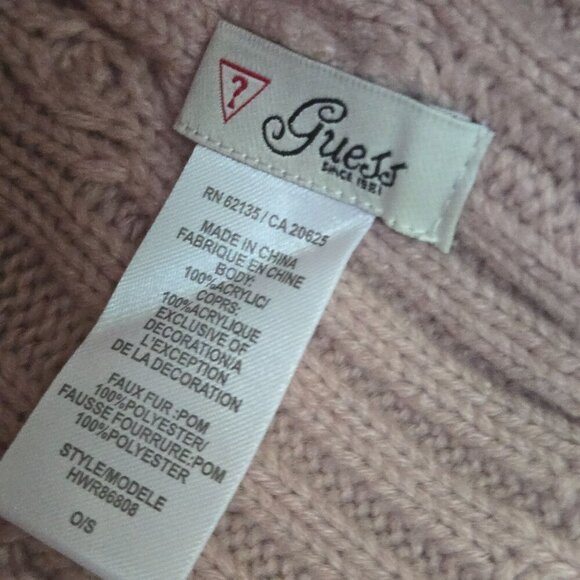 ?
Guess
SINCE 1981
RN 62135 / CA 20625
MADE IN CHINA
FABRIQUE EN CHINE
BODY:
100%ACRYLIC/
COPRS:
100%ACRYLIQUE
EXCLUSIVE OF
DECORATION/A
L'EXCEPTION
DE LA DECORATION
FAUX FUR :POM
100%POLYESTER/
FAUSSE FOURRURE:POM
100%POLYESTER
STYLE/MODELE
HWR86808
O/S